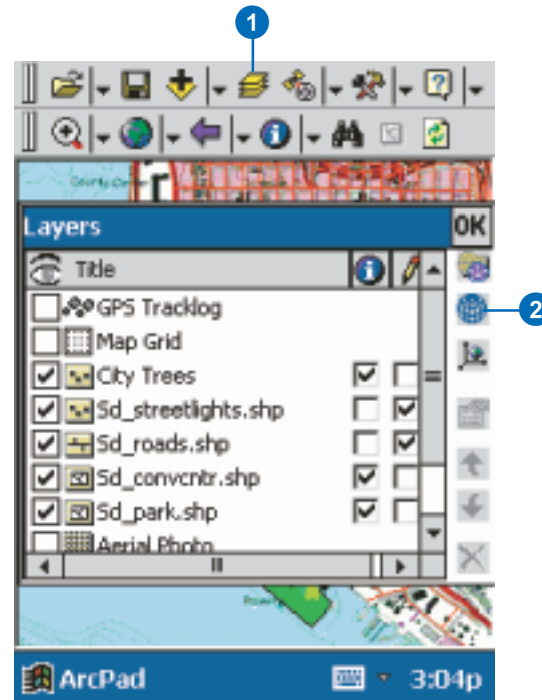 1
Layers
OK
Title
GPS Tracklog
Map Grid
2
City Trees
Sd_streetlights.shp
Sd_roads.shp
Sd_convcntr.shp
Sd_park.shp
Aerial Photo
ArcPad
3:04p